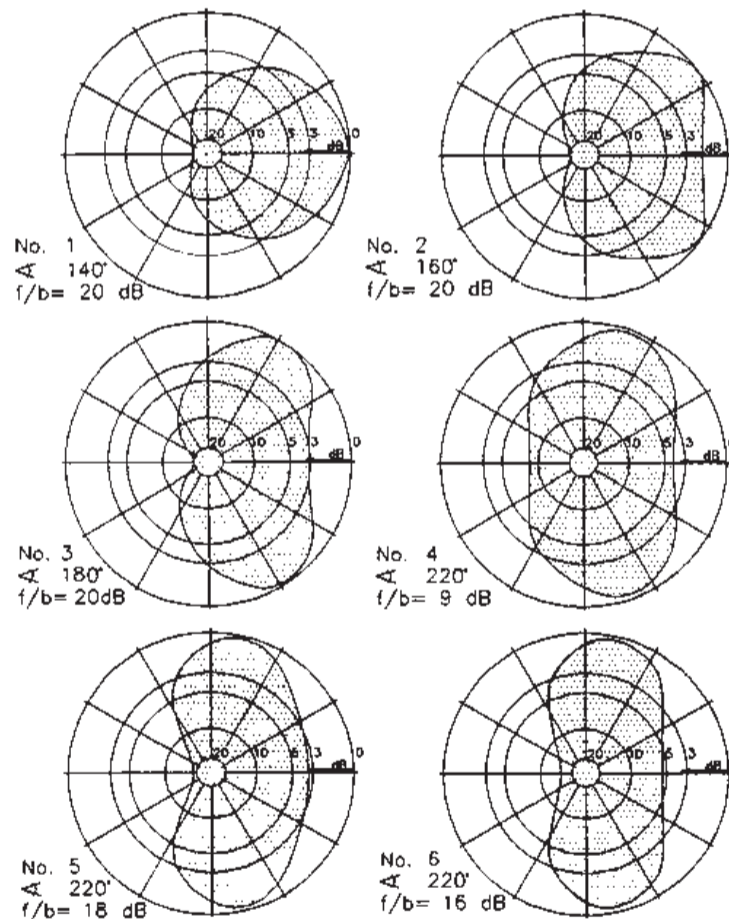 20 10 5 3 0
dB
No. 1
∢ 140°
f/b= 20 dB
20 10 5 3 0
dB
No. 2
∢ 160°
f/b= 20 dB
20 10 5 3 0
dB
No. 3
∢ 180°
f/b= 20dB
20 10 5 3 0
dB
No. 4
∢ 220°
f/b= 9 dB
20 10 5 3 0
dB
No. 5
∢ 220°
f/b= 18 dB
20 10 5 3 0
dB
No. 6
∢ 220°
f/b= 16 dB